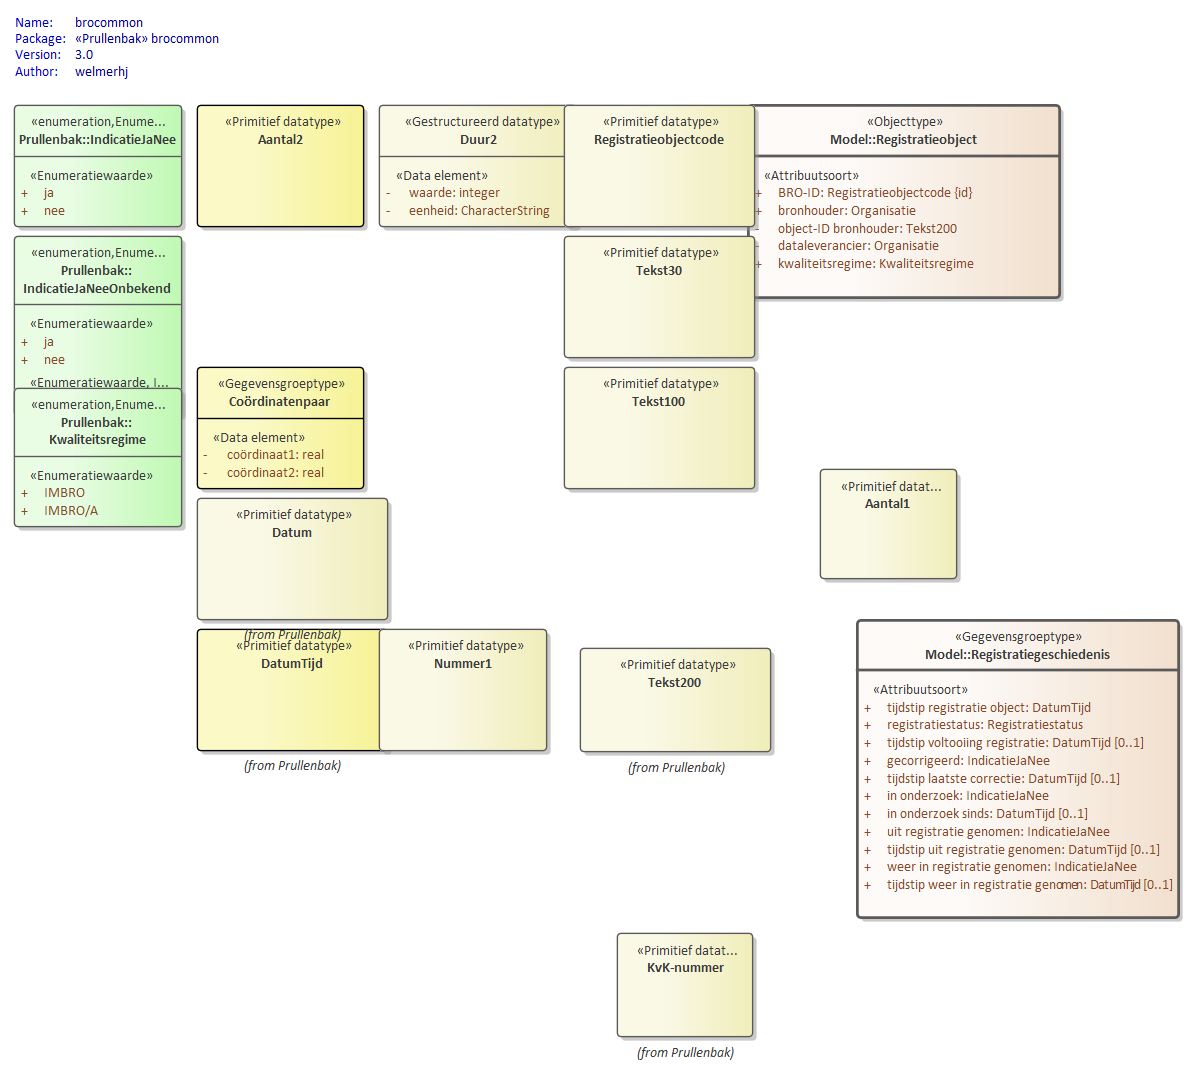 Name: brocommon
Package: «Prullenbak» brocommon
Version: 3.0
Author: welmerhj
«enumeration,Enume...
Prullenbak::IndicatieJaNee
«Enumeratiewaarde»
+ ja
+ nee
«Primitief datatype»
Aantal2
«Gestructureerd datatype»
Duur2
«Data element»
- waarde: integer
- eenheid: CharacterString
«Primitief datatype»
Registratieobjectcode
«Objecttype»
Model::Registratieobject
«Attribuutsoort»
+ BRO-ID: Registratieobjectcode {id}
+ bronhouder: Organisatie
- object-ID bronhouder: Tekst200
- dataleverancier: Organisatie
+ kwaliteitsregime: Kwaliteitsregime
«enumeration,Enume...
Prullenbak::
IndicatieJaNeeOnbekend
«Enumeratiewaarde»
+ ja
+ nee
«Enumeratiewaarde, I...
«Primitief datatype»
Tekst30
«enumeration,Enume...
Prullenbak::
Kwaliteitsregime
«Enumeratiewaarde»
+ IMBRO
+ IMBRO/A
«Gegevensgroeptype»
Coördinatenpaar
«Data element»
- coördinaat1: real
- coördinaat2: real
«Primitief datatype»
Tekst100
«Primitief datat...
Aantal1
«Primitief datatype»
Datum
(from Prullenbak)
«Primitief datatype»
DatumTijd
(from Prullenbak)
«Primitief datatype»
Nummer1
«Primitief datatype»
Tekst200
(from Prullenbak)
«Gegevensgroeptype»
Model::Registratiegeschiedenis
«Attribuutsoort»
+ tijdstip registratie object: DatumTijd
+ registratiestatus: Registratiestatus
+ tijdstip voltooiing registratie: DatumTijd [0..1]
+ gecorrigeerd: IndicatieJaNee
+ tijdstip laatste correctie: DatumTijd [0..1]
+ in onderzoek: IndicatieJaNee
+ in onderzoek sinds: DatumTijd [0..1]
+ uit registratie genomen: IndicatieJaNee
+ tijdstip uit registratie genomen: DatumTijd [0..1]
+ weer in registratie genomen: IndicatieJaNee
+ tijdstip weer in registratie genomen: DatumTijd [0..1]
«Primitief datat...
KvK-nummer
(from Prullenbak)